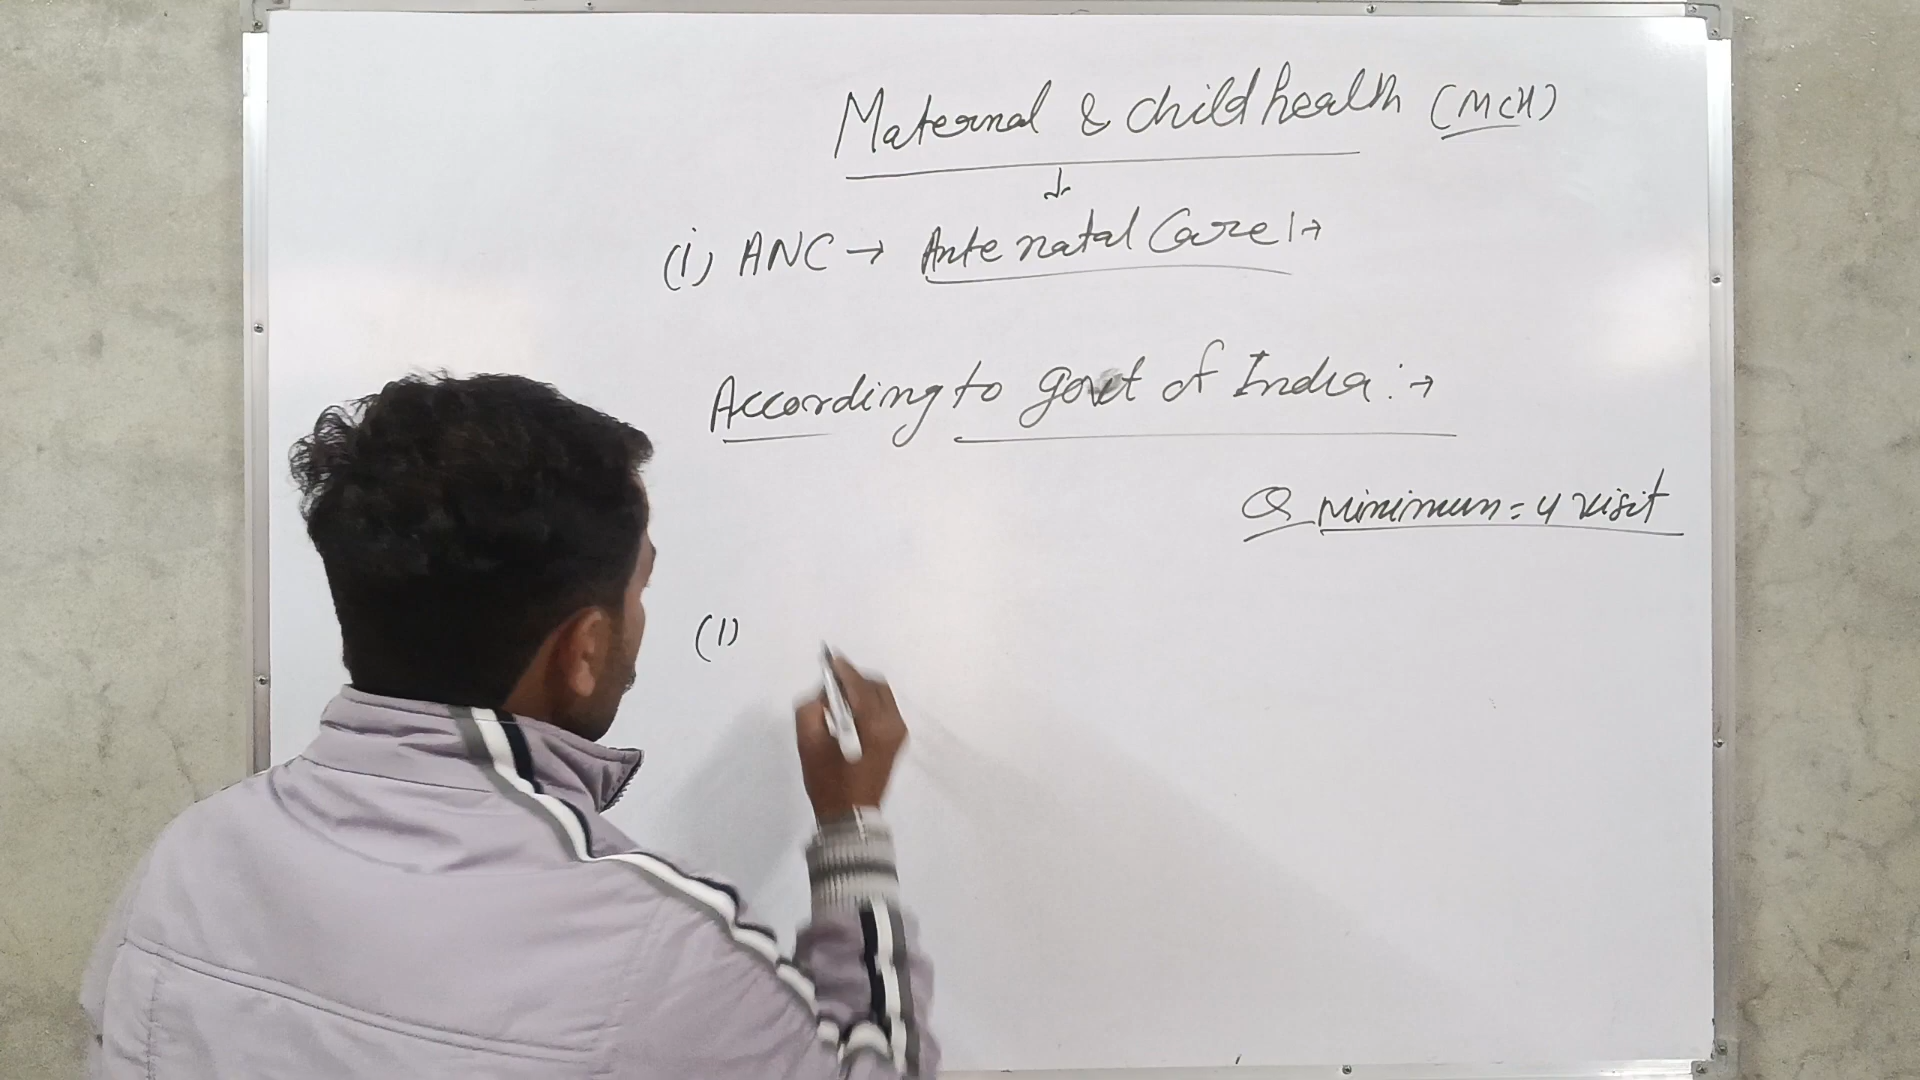 Maternal & child health (MCH)
(i) ANC → Ante natal Care :→
According to govt of India :→
Q Minimum = 4 visit
(1)